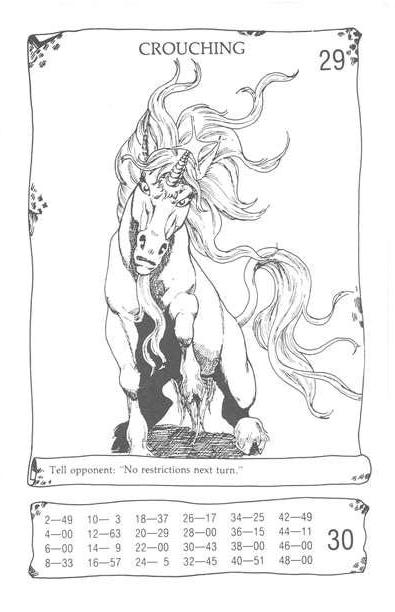 CROUCHING
29
Tell opponent: "No restrictions next turn."
2—49 10— 3 18—37 26—17 34—25 42—49
4—00 12—63 20—29 28—00 36—15 44—11
6—00 14— 9 22—00 30—43 38—00 46—00
8—33 16—57 24— 5 32—45 40—51 48—00
30